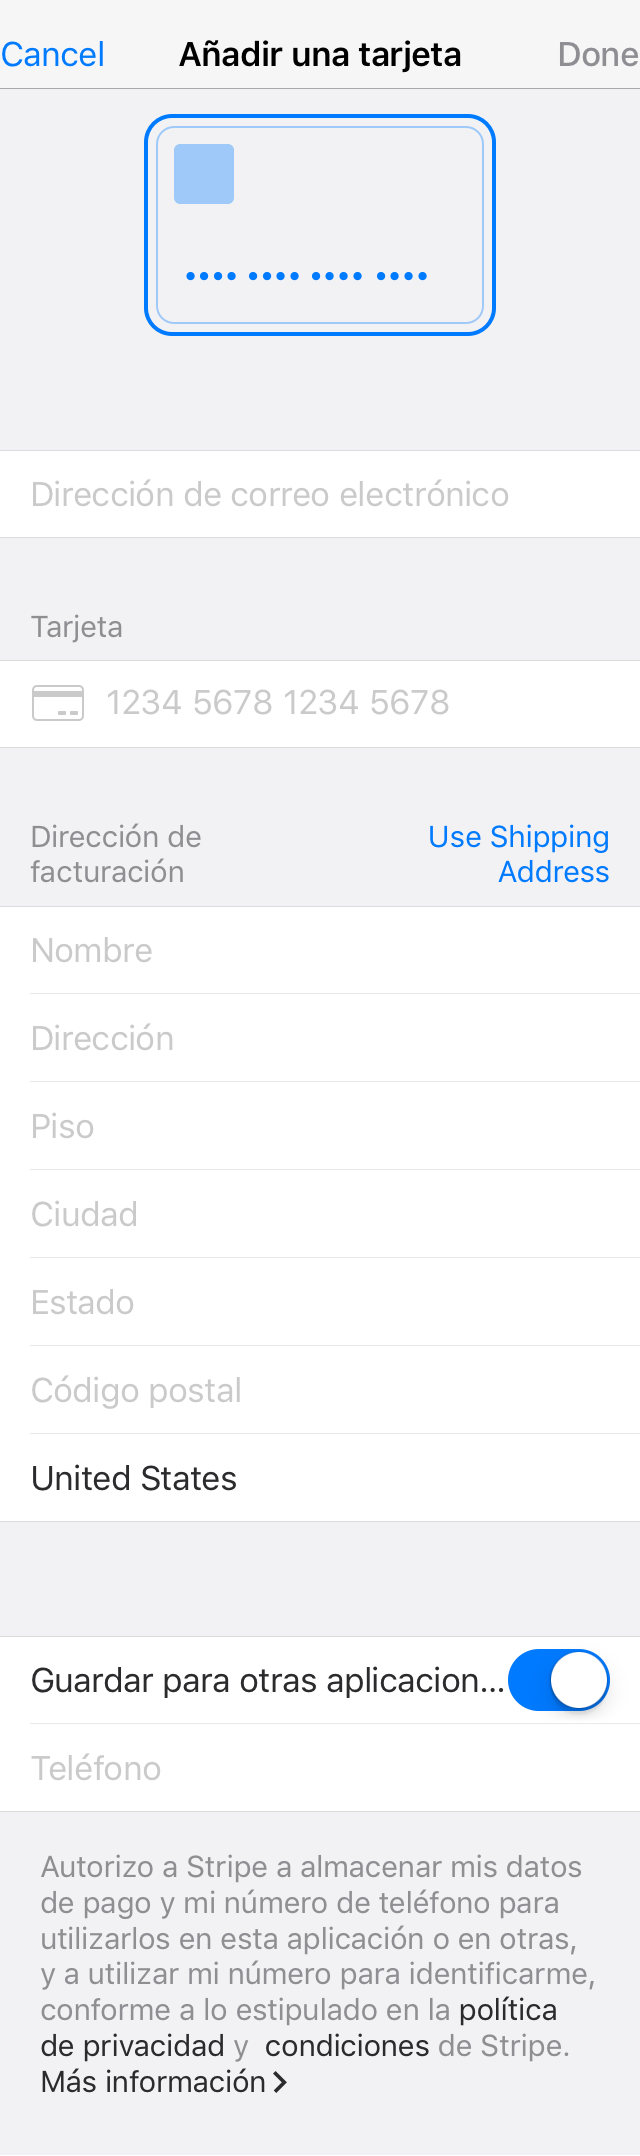 Cancel Añadir una tarjeta Done
•••• •••• •••• ••••
Dirección de correo electrónico
Tarjeta
1234 5678 1234 5678
Dirección de facturación
Use Shipping Address
Nombre
Dirección
Piso
Ciudad
Estado
Código postal
United States
Guardar para otras aplicacion...
Teléfono
Autorizo a Stripe a almacenar mis datos
de pago y mi número de teléfono para
utilizarlos en esta aplicación o en otras,
y a utilizar mi número para identificarme,
conforme a lo estipulado en la política
de privacidad y condiciones de Stripe.
Más información